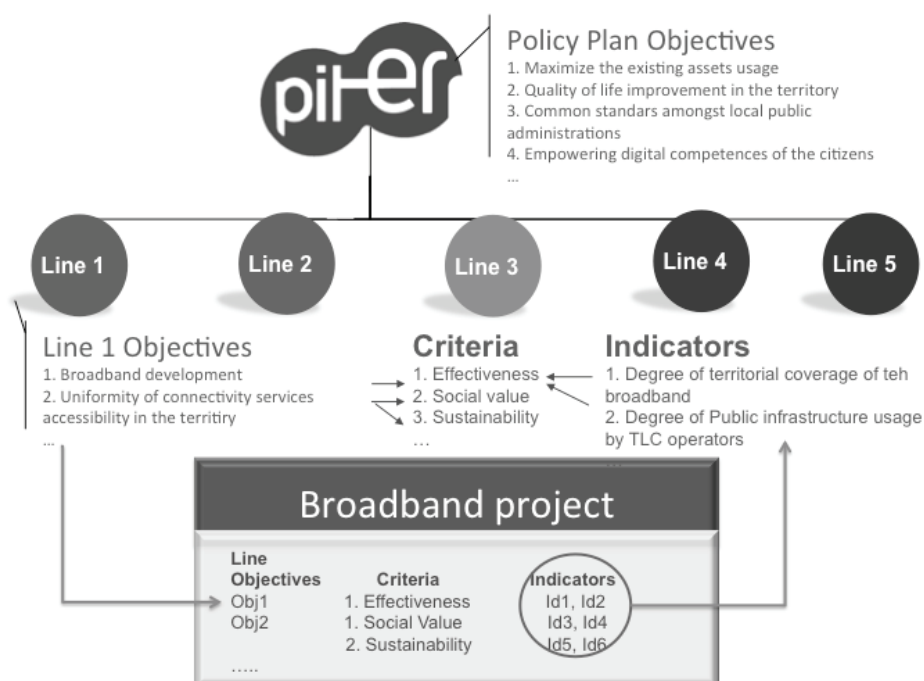 piter
Policy Plan Objectives
1. Maximize the existing assets usage
2. Quality of life improvement in the territory
3. Common standars amongst local public
administrations
4. Empowering digital competences of the citizens
...
Line 1
Line 2
Line 3
Line 4
Line 5
Line 1 Objectives
1. Broadband development
2. Uniformity of connectivity services
accessibility in the territiry
...
Criteria
1. Effectiveness
2. Social value
3. Sustainability
...
Indicators
1. Degree of territorial coverage of teh
broadband
2. Degree of Public infrastructure usage
by TLC operators
...
Broadband project
Line
Objectives
Obj1
Obj2
.....
Criteria
1. Effectiveness
1. Social Value
2. Sustainability
Indicators
Id1, Id2
Id3, Id4
Id5, Id6